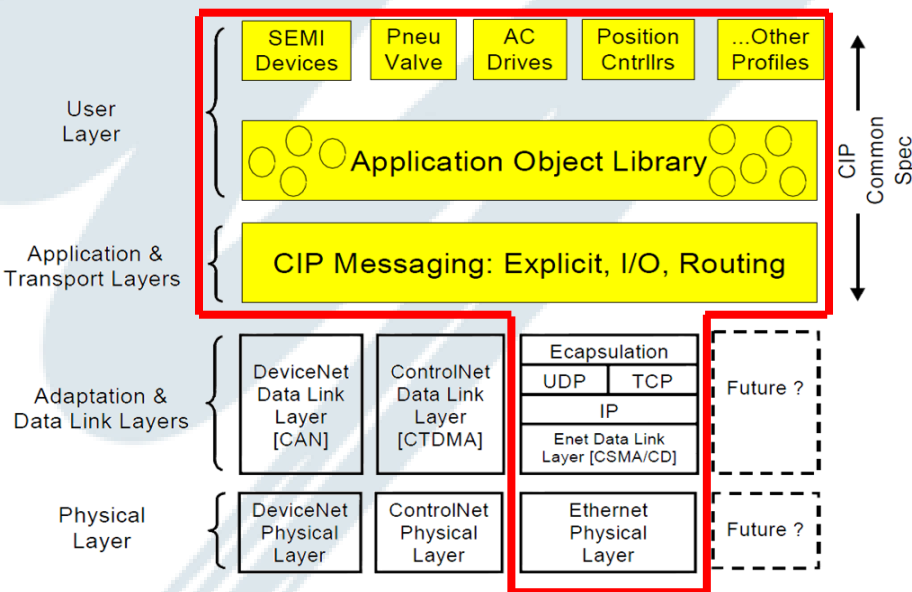 SEMI
Devices
Pneu
Valve
AC
Drives
Position
Cntrllrs
...Other
Profiles
User
Layer
Application Object Library
CIP
Common
Spec
Application &
Transport Layers
CIP Messaging: Explicit, I/O, Routing
Adaptation &
Data Link Layers
DeviceNet
Data Link
Layer
[CAN]
ControlNet
Data Link
Layer
[CTDMA]
Ecapsulation
UDP
TCP
IP
Enet Data Link
Layer [CSMA/CD]
Future ?
Physical
Layer
DeviceNet
Physical
Layer
ControlNet
Physical
Layer
Ethernet
Physical
Layer
Future ?